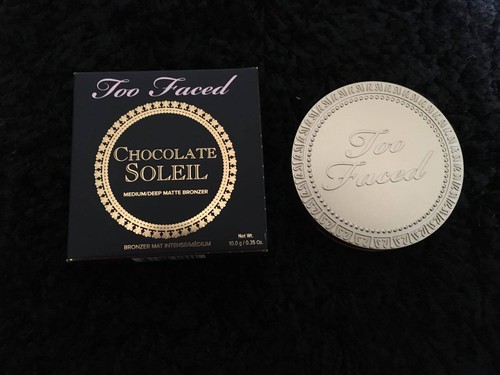 Too Faced
CHOCOLATE
SOLEIL
MEDIUM/DEEP MATTE BRONZER
BRONZER MAT INTENSE/MÉDIUM
Net Wt.
10.0 g / 0.35 Oz.
Too
Faced